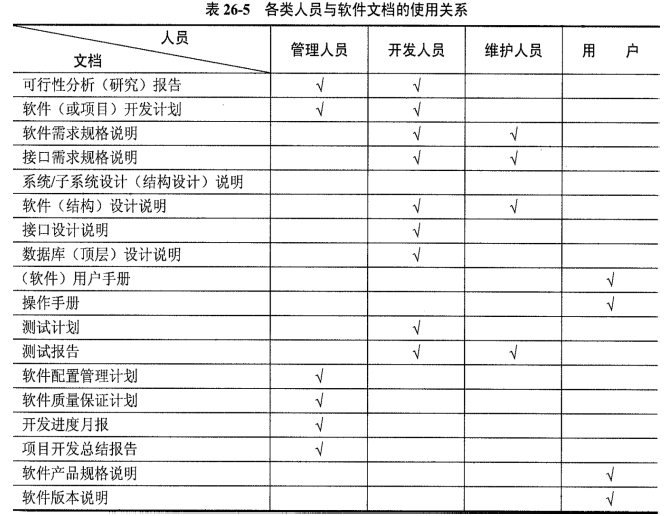 表 26-5 各类人员与软件文档的使用关系
人员
文档
管理人员 开发人员 维护人员 用 户
可行性分析（研究）报告 √ √
软件（或项目）开发计划 √ √
软件需求规格说明 √ √
接口需求规格说明 √ √
系统/子系统设计（结构设计）说明
软件（结构）设计说明 √ √
接口设计说明 √
数据库（顶层）设计说明 √
（软件）用户手册 √
操作手册 √
测试计划 √
测试报告 √ √
软件配置管理计划 √
软件质量保证计划 √
开发进度月报 √
项目开发总结报告 √
软件产品规格说明 √
软件版本说明 √